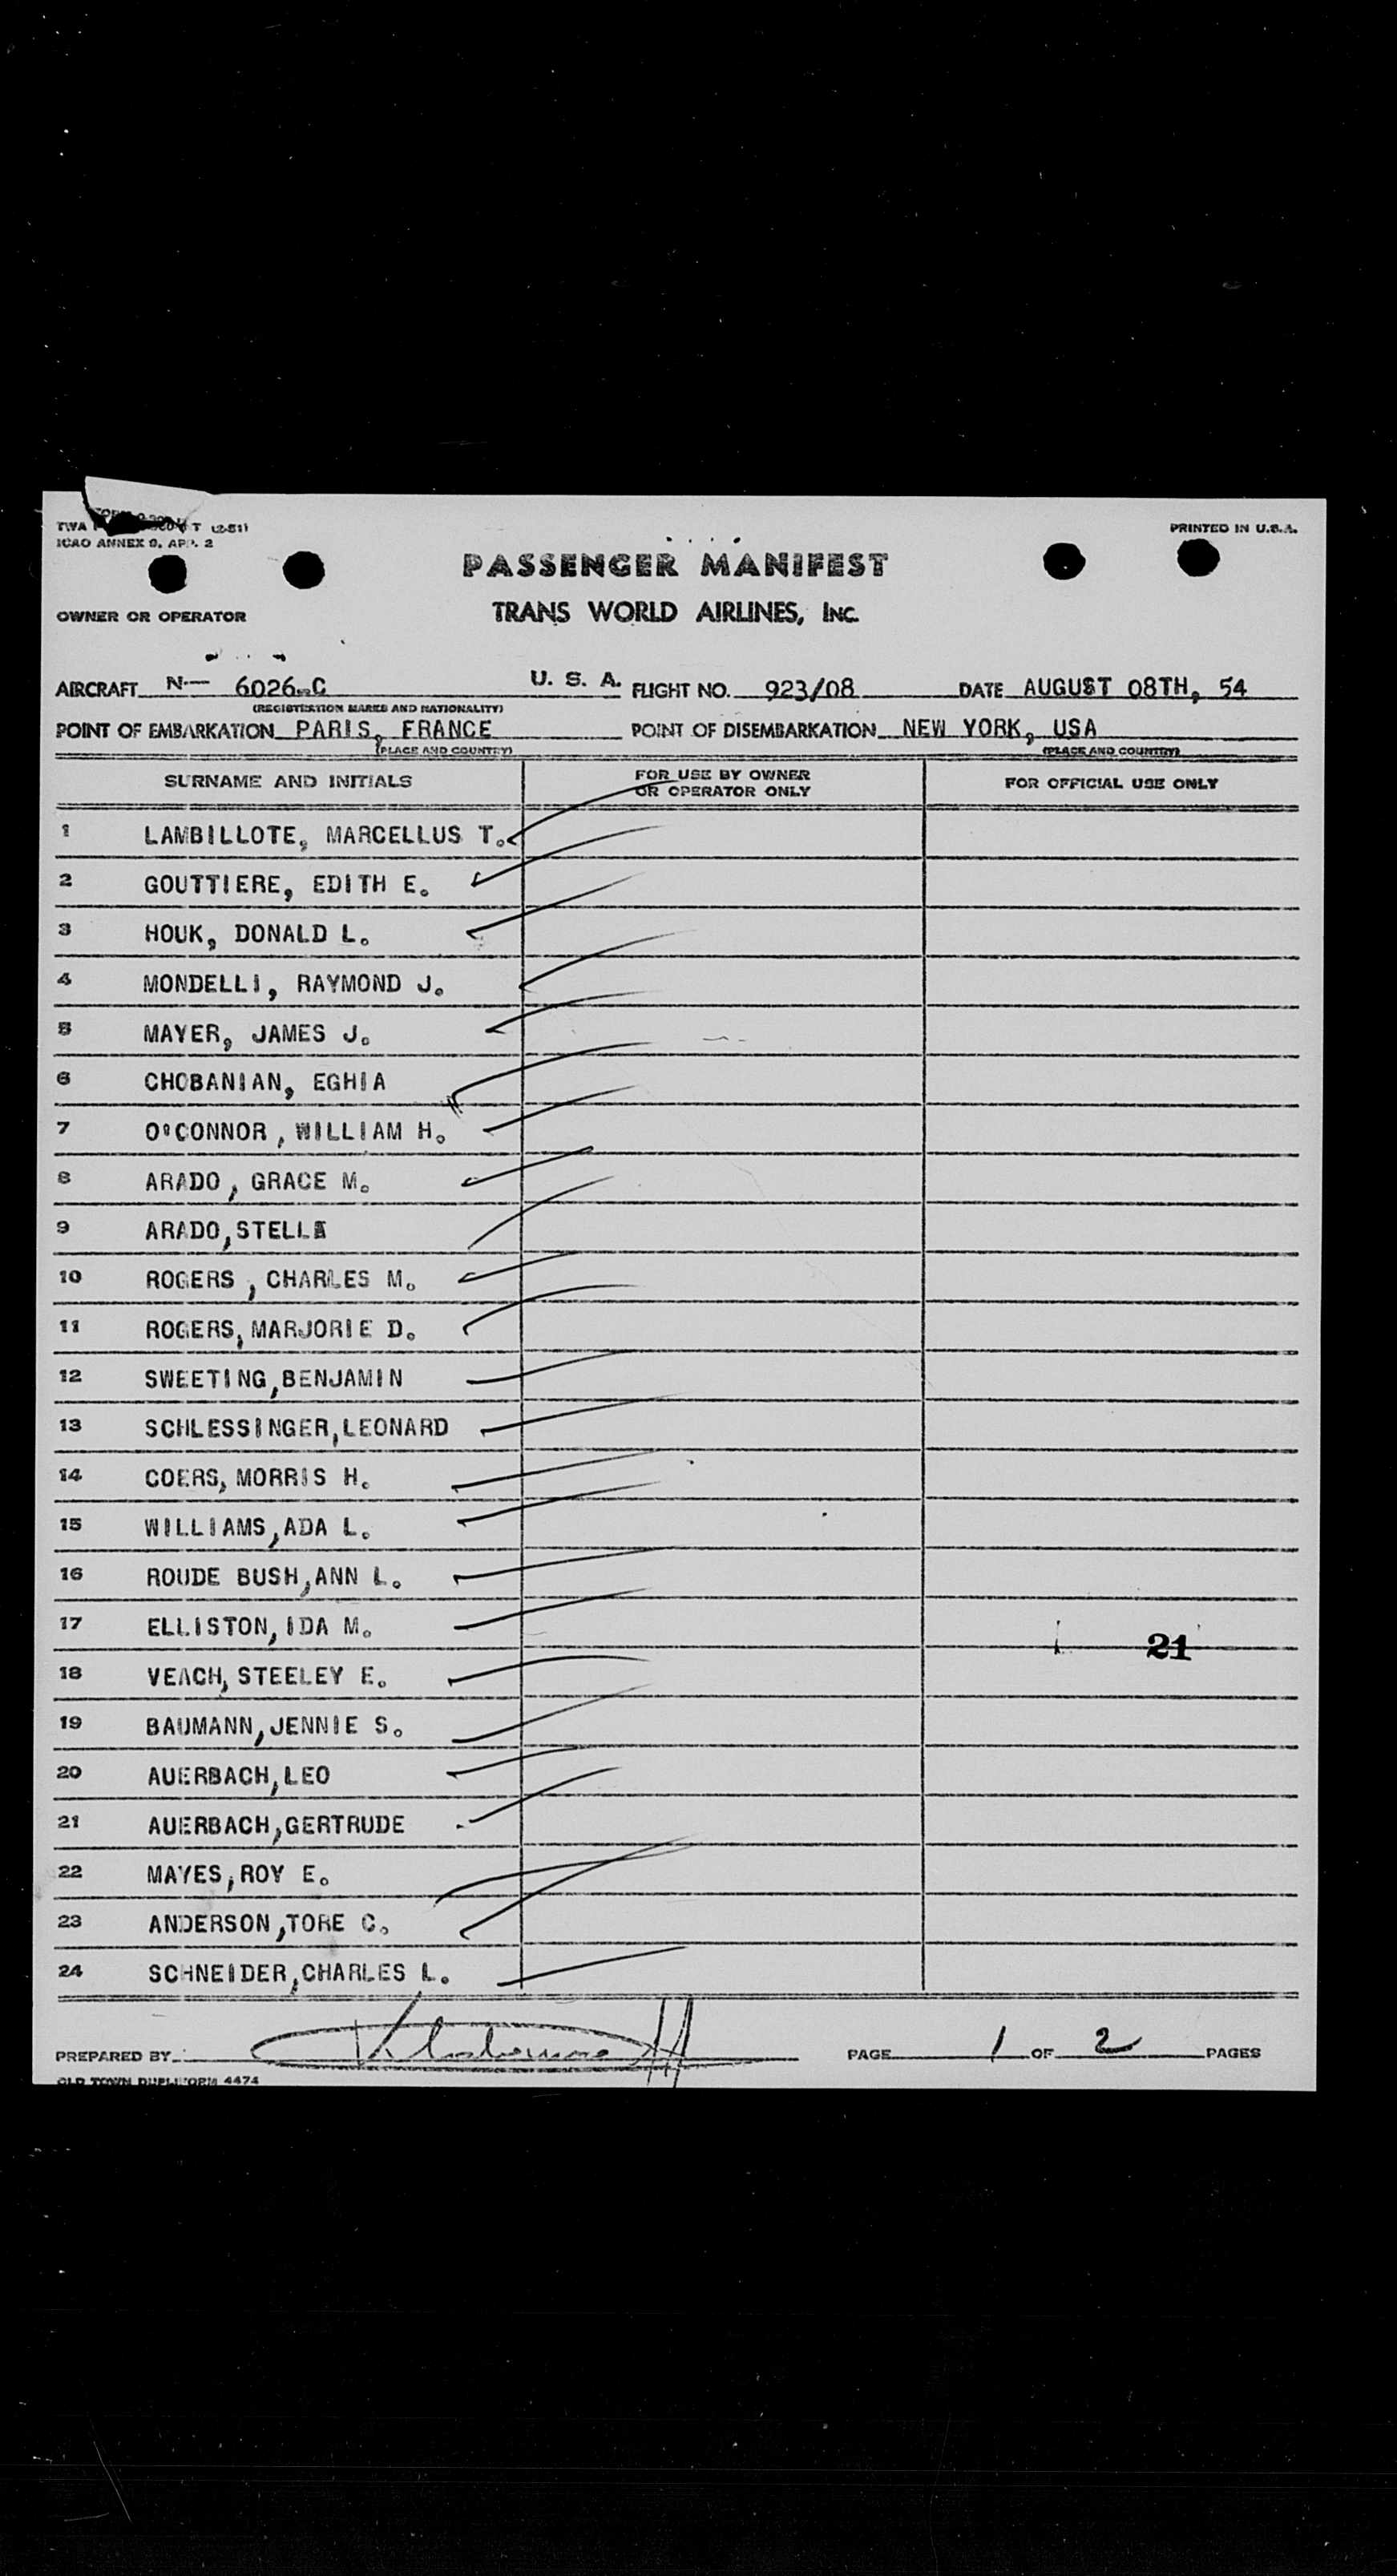 TWA T (2-51)
ICAO ANNEX 9, APP. 2
PRINTED IN U.S.A.
PASSENGER MANIFEST
OWNER OR OPERATOR
TRANS WORLD AIRLINES, INC.
AIRCRAFT N- 6026-C U. S. A. FLIGHT NO. 923/08 DATE AUGUST 08TH, 54
(REGISTRATION MARKS AND NATIONALITY)
POINT OF EMBARKATION PARIS, FRANCE POINT OF DISEMBARKATION NEW YORK, USA
(PLACE AND COUNTRY) (PLACE AND COUNTRY)
SURNAME AND INITIALS FOR USE BY OWNER OR OPERATOR ONLY FOR OFFICIAL USE ONLY
1 LAMBILLOTE, MARCELLUS T.
2 GOUTTIERE, EDITH E.
3 HOUK, DONALD L.
4 MONDELLI, RAYMOND J.
5 MAYER, JAMES J.
6 CHOBANIAN, EGHIA
7 O'CONNOR, WILLIAM H.
8 ARADO, GRACE M.
9 ARADO, STELLA
10 ROGERS, CHARLES M.
11 ROGERS, MARJORIE D.
12 SWEETING, BENJAMIN
13 SCHLESSINGER, LEONARD
14 COERS, MORRIS H.
15 WILLIAMS, ADA L.
16 ROUDE BUSH, ANN L.
17 ELLISTON, IDA M.
21
18 VEACH, STEELEY E.
19 BAUMANN, JENNIE S.
20 AUERBACH, LEO
21 AUERBACH, GERTRUDE
22 MAYES, ROY E.
23 ANDERSON, TORE C.
24 SCHNEIDER, CHARLES L.
PREPARED BY PAGE 1 OF 2 PAGES
OLD TOWN DUPLIFORM 4474